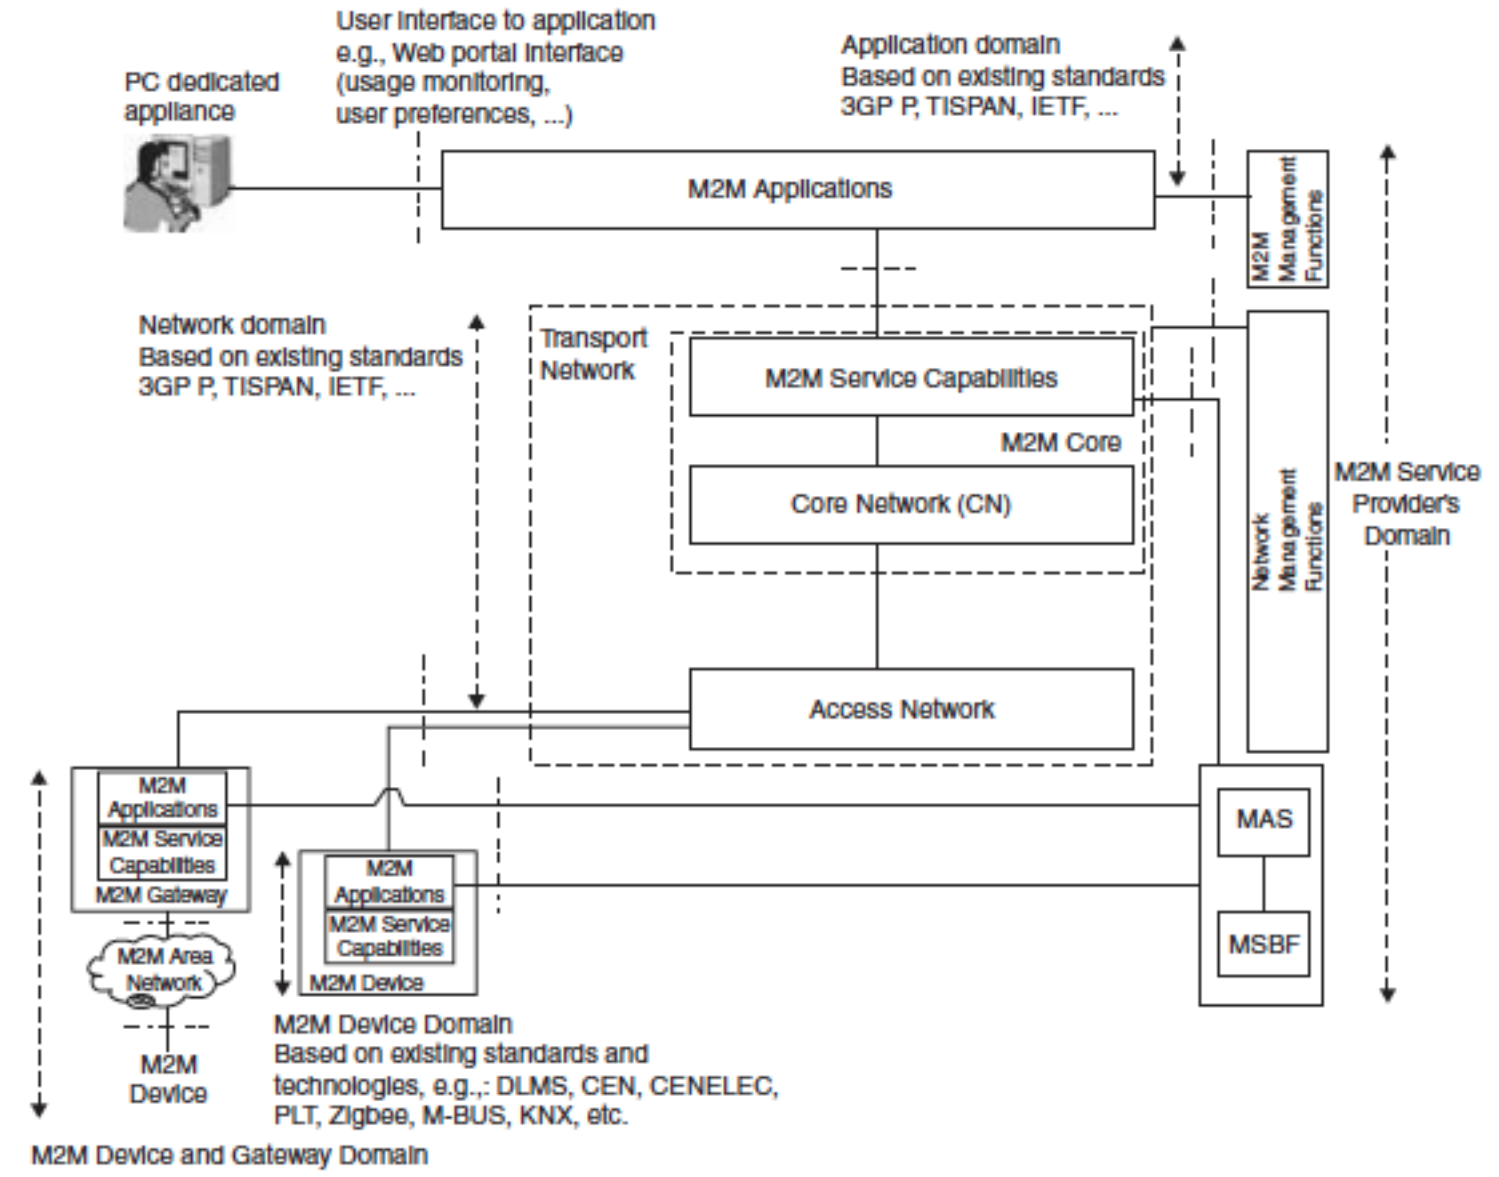 User Interface to application
e.g., Web portal Interface
(usage monitoring,
user preferences, ...)
Application domain
Based on existing standards
3GP P, TISPAN, IETF, ...
PC dedicated
appliance
M2M Applications
M2M
Management
Functions
Network domain
Based on existing standards
3GP P, TISPAN, IETF, ...
Transport
Network
M2M Service Capabilities
M2M Core
Core Network (CN)
Access Network
Network
Management
Functions
M2M Service
Provider's
Domain
M2M
Applications
M2M Service
Capabilities
M2M Gateway
M2M Area
Network
M2M
Device
M2M
Applications
M2M Service
Capabilities
M2M Device
MAS
MSBF
M2M Device Domain
Based on existing standards and
technologies, e.g.,: DLMS, CEN, CENELEC,
PLT, Zigbee, M-BUS, KNX, etc.
M2M Device and Gateway Domain